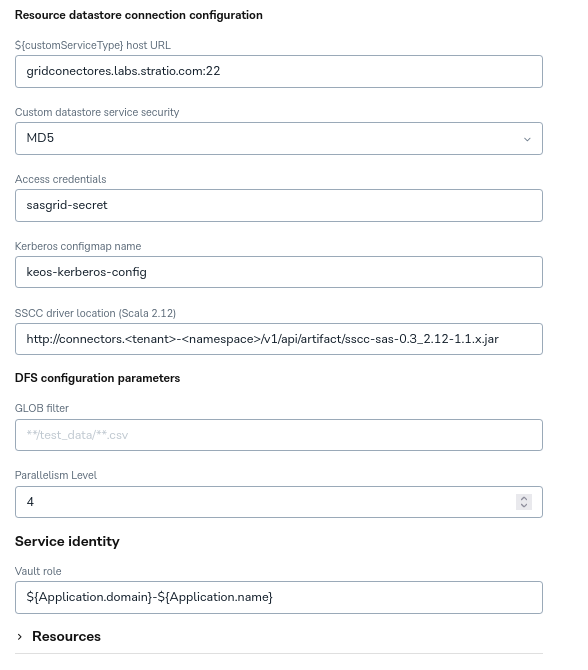 Resource datastore connection configuration
${customServiceType} host URL
gridconectores.labs.stratio.com:22
Custom datastore service security
MD5
Access credentials
sasgrid-secret
Kerberos configmap name
keos-kerberos-config
SSCC driver location (Scala 2.12)
http://connectors.<tenant>-<namespace>/v1/api/artifact/sscc-sas-0.3_2.12-1.1.x.jar
DFS configuration parameters
GLOB filter
**/test_data/**.csv
Parallelism Level
4
Service identity
Vault role
${Application.domain}-${Application.name}
Resources